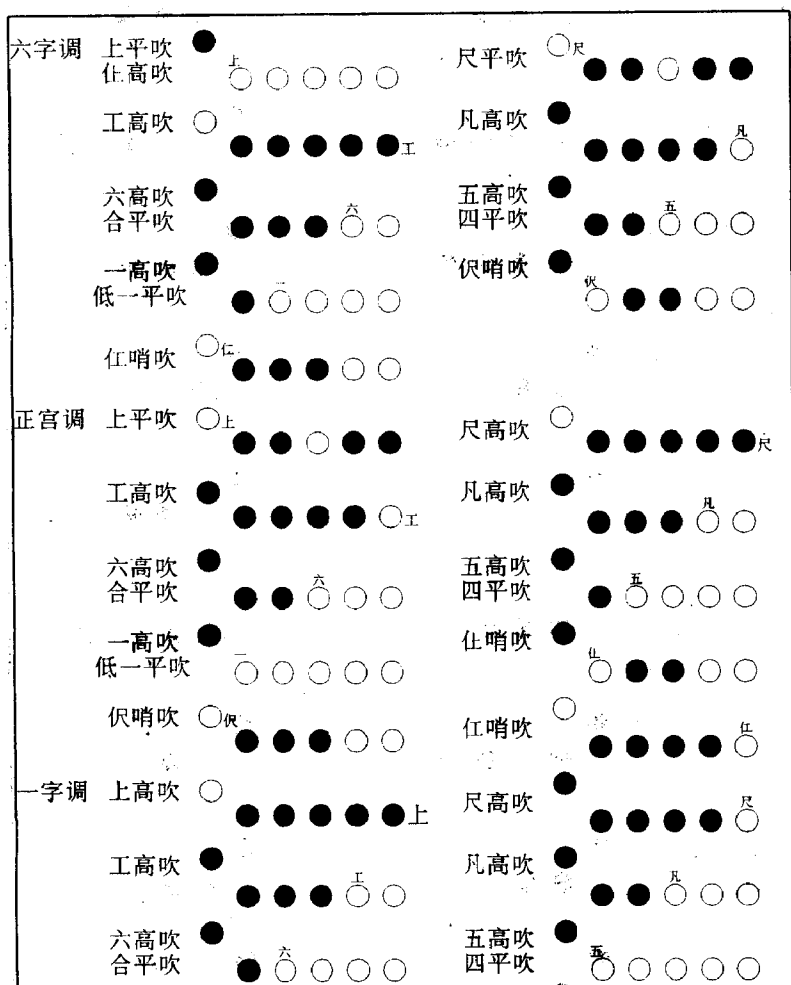 六字调 上平吹 尺平吹
仩高吹
上 尺
工高吹 凡高吹
工 凡
六高吹 五高吹
合平吹 四平吹
六 五
一高吹 伬哨吹
低一平吹
一 伬
仜哨吹
仜
正宫调 上平吹 尺高吹
上 尺
工高吹 凡高吹
工 凡
六高吹 五高吹
合平吹 四平吹
六 五
一高吹 仩哨吹
低一平吹
一 仩
伬哨吹 仜哨吹
伬 仜
一字调 上高吹 尺高吹
上 尺
工高吹 凡高吹
工 凡
六高吹 五高吹
合平吹 四平吹
六 五